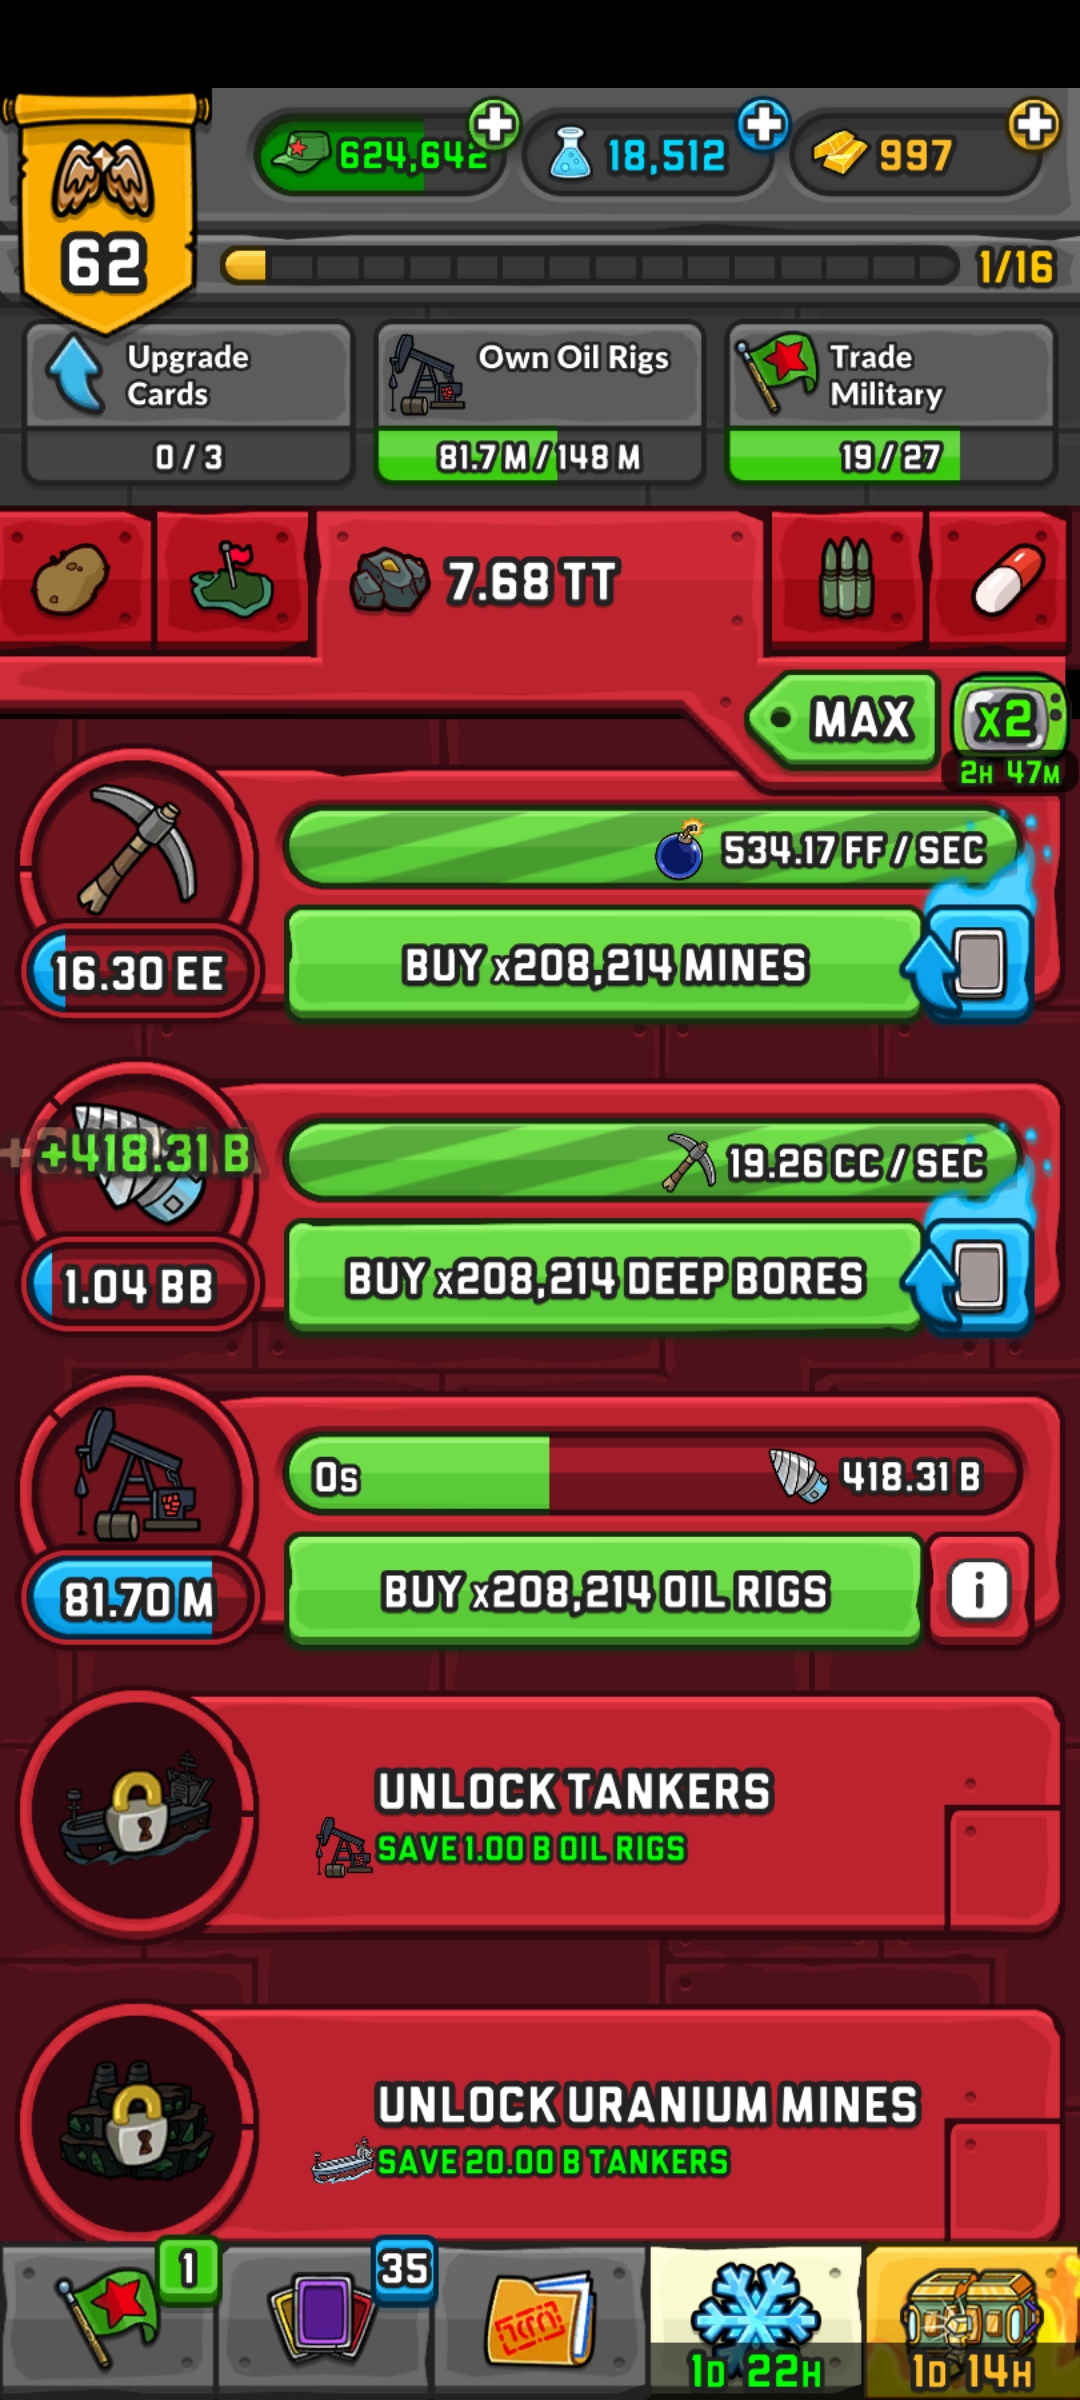 624,642
18,512
997
62
1/16
Upgrade
Cards
0 / 3
Own Oil Rigs
81.7 M / 148 M
Trade
Military
19 / 27
7.68 TT
MAX
x2
2H 47M
534.17 FF / SEC
16.30 EE
BUY x208,214 MINES
+418.31 B
19.26 CC / SEC
1.04 BB
BUY x208,214 DEEP BORES
0s
418.31 B
81.70 M
BUY x208,214 OIL RIGS
i
UNLOCK TANKERS
SAVE 1.00 B OIL RIGS
UNLOCK URANIUM MINES
SAVE 20.00 B TANKERS
1
35
1D 22H
1D 14H